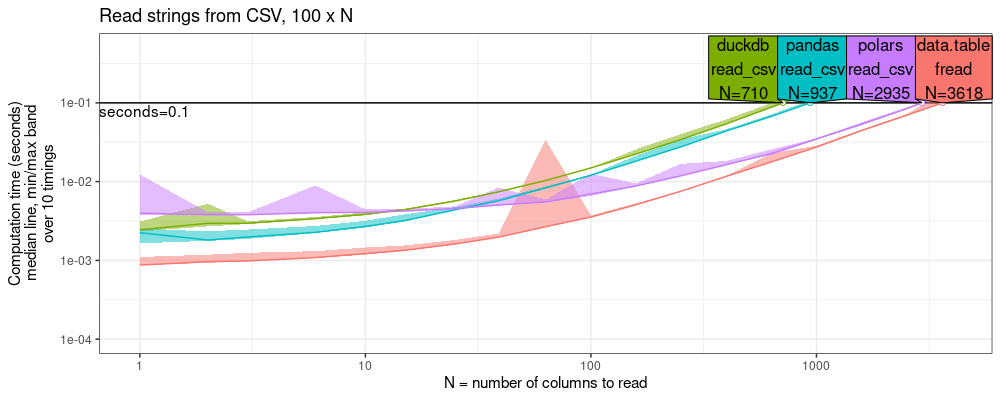 Read strings from CSV, 100 x N
duckdb
read_csv
N=710
pandas
read_csv
N=937
polars
read_csv
N=2935
data.table
fread
N=3618
1e-01
seconds=0.1
1e-02
1e-03
1e-04
Computation time (seconds)
median line, min/max band
over 10 timings
1
10
100
1000
N = number of columns to read